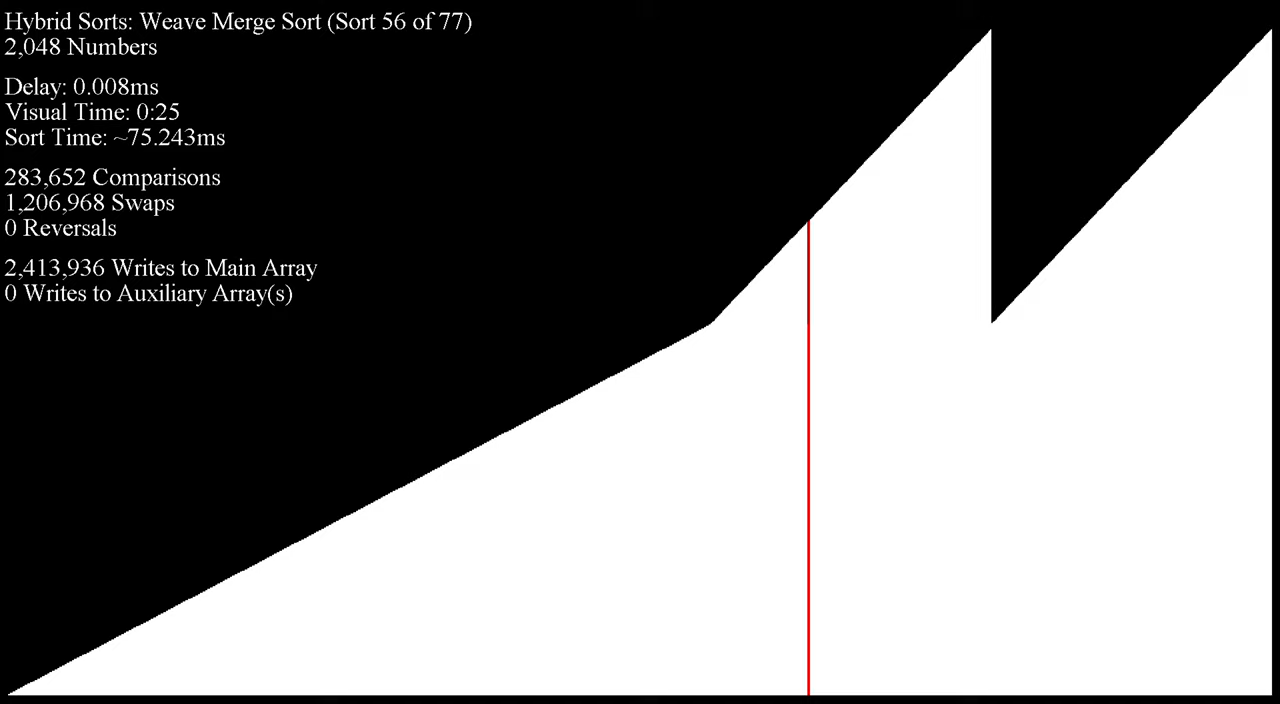 Hybrid Sorts: Weave Merge Sort (Sort 56 of 77)
2,048 Numbers
Delay: 0.008ms
Visual Time: 0:25
Sort Time: ~75.243ms
283,652 Comparisons
1,206,968 Swaps
0 Reversals
2,413,936 Writes to Main Array
0 Writes to Auxiliary Array(s)